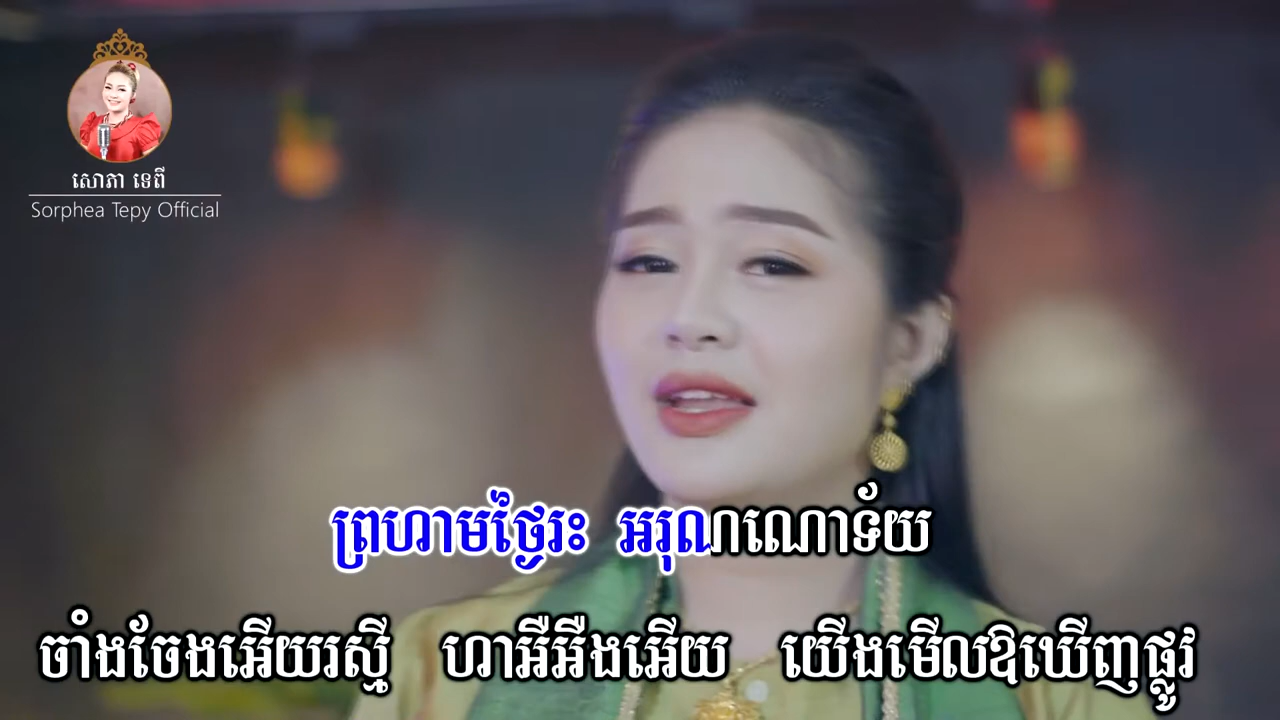 សោភា ទេពី
Sorphea Tepy Official
ព្រហាមថ្ងៃរះ អរុណណោទ័យ
ចាំងចែងអើយរស្មី ហាអឺអឺងអើយ យើងមើលឱឃើញផ្លូវ